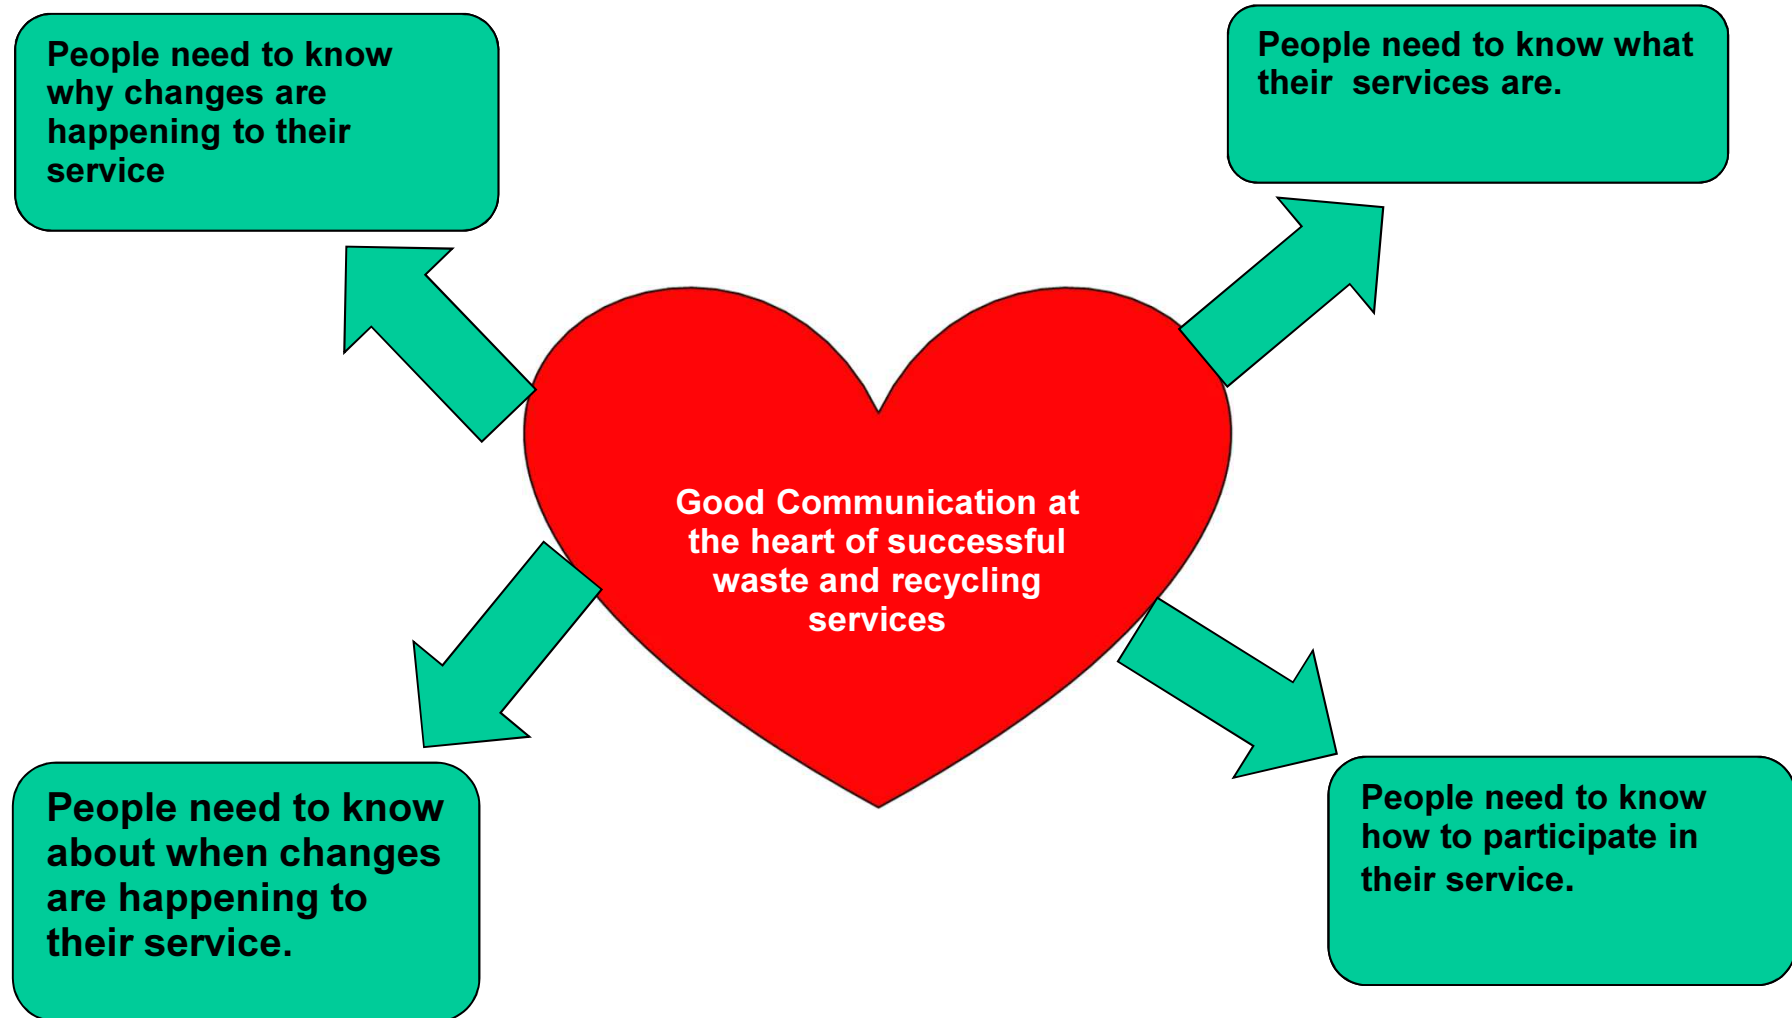 People need to know
why changes are
happening to their
service
People need to know what
their  services are.
Good Communication at
the heart of successful
waste and recycling
services
People need to know
about when changes
are happening to
their service.
People need to know
how to participate in
their service.